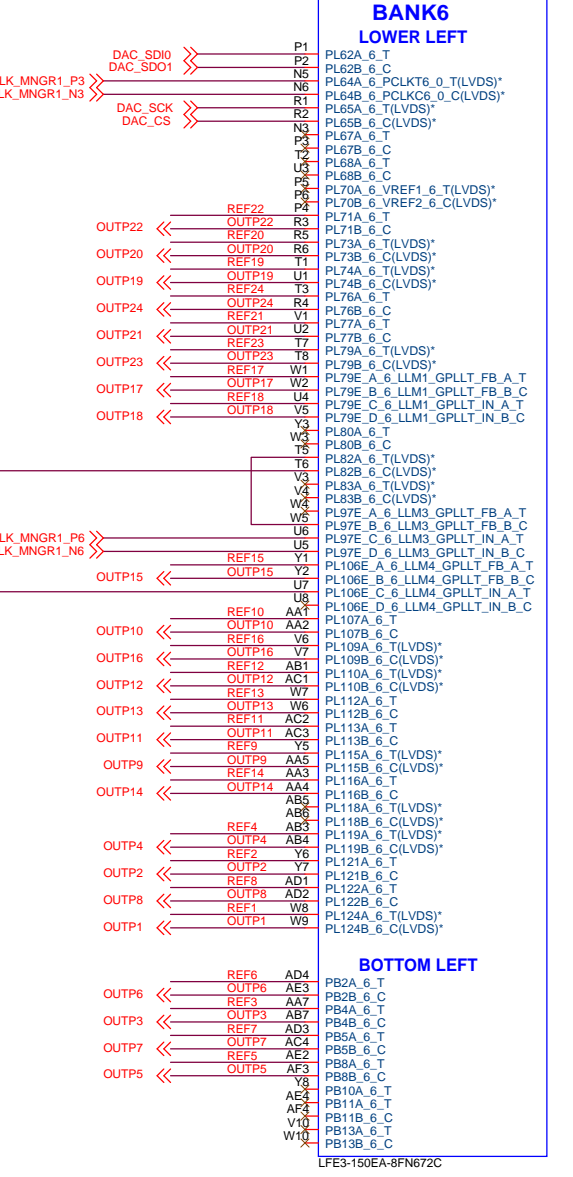 BANK6
LOWER LEFT
DAC_SDI0 P1 PL62A_6_T
DAC_SDO1 P2 PL62B_6_C
LK_MNGR1_P3 N5 PL64A_6_PCLKT6_0_T(LVDS)*
LK_MNGR1_N3 N6 PL64B_6_PCLKC6_0_C(LVDS)*
DAC_SCK R1 PL65A_6_T(LVDS)*
DAC_CS R2 PL65B_6_C(LVDS)*
N3 PL67A_6_T
P3 PL67B_6_C
T2 PL68A_6_T
U3 PL68B_6_C
P5 PL70A_6_VREF1_6_T(LVDS)*
P6 PL70B_6_VREF2_6_C(LVDS)*
REF22 P4 PL71A_6_T
OUTP22 OUTP22 R3 PL71B_6_C
REF20 R5 PL73A_6_T(LVDS)*
OUTP20 OUTP20 R6 PL73B_6_C(LVDS)*
REF19 T1 PL74A_6_T(LVDS)*
OUTP19 OUTP19 U1 PL74B_6_C(LVDS)*
REF24 T3 PL76A_6_T
OUTP24 OUTP24 R4 PL76B_6_C
REF21 V1 PL77A_6_T
OUTP21 OUTP21 U2 PL77B_6_C
REF23 T7 PL79A_6_T(LVDS)*
OUTP23 OUTP23 T8 PL79B_6_C(LVDS)*
REF17 W1 PL79E_A_6_LLM1_GPLLT_FB_A_T
OUTP17 OUTP17 W2 PL79E_B_6_LLM1_GPLLT_FB_B_C
REF18 U4 PL79E_C_6_LLM1_GPLLT_IN_A_T
OUTP18 OUTP18 V5 PL79E_D_6_LLM1_GPLLT_IN_B_C
Y3 PL80A_6_T
W3 PL80B_6_C
T5 PL82A_6_T(LVDS)*
T6 PL82B_6_C(LVDS)*
V3 PL83A_6_T(LVDS)*
V4 PL83B_6_C(LVDS)*
W4 PL97E_A_6_LLM3_GPLLT_FB_A_T
W5 PL97E_B_6_LLM3_GPLLT_FB_B_C
LK_MNGR1_P6 U6 PL97E_C_6_LLM3_GPLLT_IN_A_T
LK_MNGR1_N6 U5 PL97E_D_6_LLM3_GPLLT_IN_B_C
REF15 Y1 PL106E_A_6_LLM4_GPLLT_FB_A_T
OUTP15 OUTP15 Y2 PL106E_B_6_LLM4_GPLLT_FB_B_C
U7 PL106E_C_6_LLM4_GPLLT_IN_A_T
U8 PL106E_D_6_LLM4_GPLLT_IN_B_C
REF10 AA1 PL107A_6_T
OUTP10 OUTP10 AA2 PL107B_6_C
REF16 V6 PL109A_6_T(LVDS)*
OUTP16 OUTP16 V7 PL109B_6_C(LVDS)*
REF12 AB1 PL110A_6_T(LVDS)*
OUTP12 OUTP12 AC1 PL110B_6_C(LVDS)*
REF13 W7 PL112A_6_T
OUTP13 OUTP13 W6 PL112B_6_C
REF11 AC2 PL113A_6_T
OUTP11 OUTP11 AC3 PL113B_6_C
REF9 Y5 PL115A_6_T(LVDS)*
OUTP9 OUTP9 AA5 PL115B_6_C(LVDS)*
REF14 AA3 PL116A_6_T
OUTP14 OUTP14 AA4 PL116B_6_C
AB5 PL118A_6_T(LVDS)*
AB6 PL118B_6_C(LVDS)*
REF4 AB3 PL119A_6_T(LVDS)*
OUTP4 OUTP4 AB4 PL119B_6_C(LVDS)*
REF2 Y6 PL121A_6_T
OUTP2 OUTP2 Y7 PL121B_6_C
REF8 AD1 PL122A_6_T
OUTP8 OUTP8 AD2 PL122B_6_C
REF1 W8 PL124A_6_T(LVDS)*
OUTP1 OUTP1 W9 PL124B_6_C(LVDS)*
BOTTOM LEFT
REF6 AD4 PB2A_6_T
OUTP6 OUTP6 AE3 PB2B_6_C
REF3 AA7 PB4A_6_T
OUTP3 OUTP3 AB7 PB4B_6_C
REF7 AD3 PB5A_6_T
OUTP7 OUTP7 AC4 PB5B_6_C
REF5 AE2 PB8A_6_T
OUTP5 OUTP5 AF3 PB8B_6_C
Y8 PB10A_6_T
AE4 PB11A_6_T
AF4 PB11B_6_C
V10 PB13A_6_T
W10 PB13B_6_C
LFE3-150EA-8FN672C